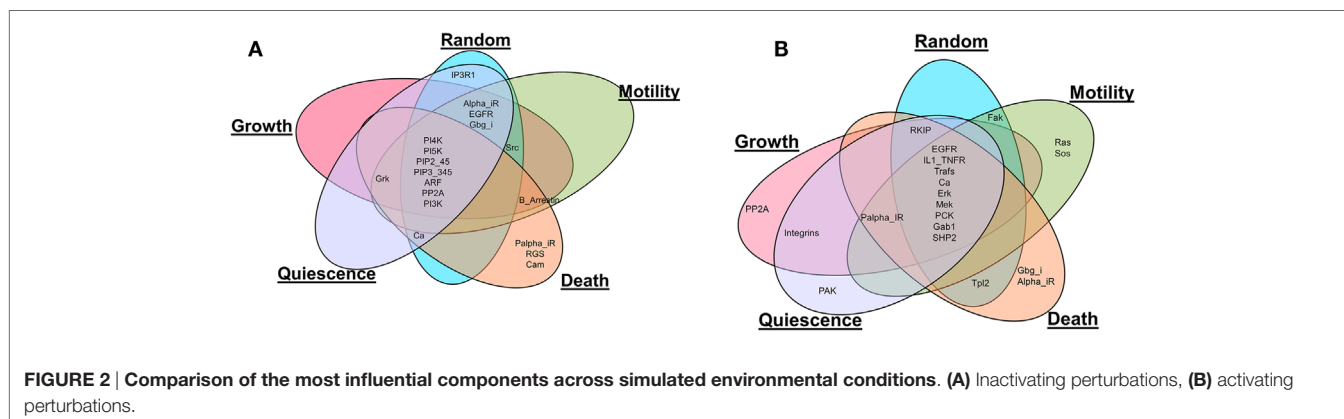 A
Random
IP3R1
Motility
Growth
Alpha_iR
EGFR
Gbg_i
Src
PI4K
PI5K
PIP2_45
PIP3_345
ARF
PP2A
PI3K
Grk
B_Arrestin
Ca
Palpha_iR
RGS
Cam
Quiescence
Death
B
Random
Motility
Growth
Fak
RKIP
Ras
Sos
EGFR
IL1_TNFR
Trafs
Ca
Erk
Mek
PCK
Gab1
SHP2
PP2A
Palpha_IR
Integrins
PAK
Tpl2
Gbg_i
Alpha_iR
Quiescence
Death
FIGURE 2 | Comparison of the most influential components across simulated environmental conditions. (A) Inactivating perturbations, (B) activating
perturbations.